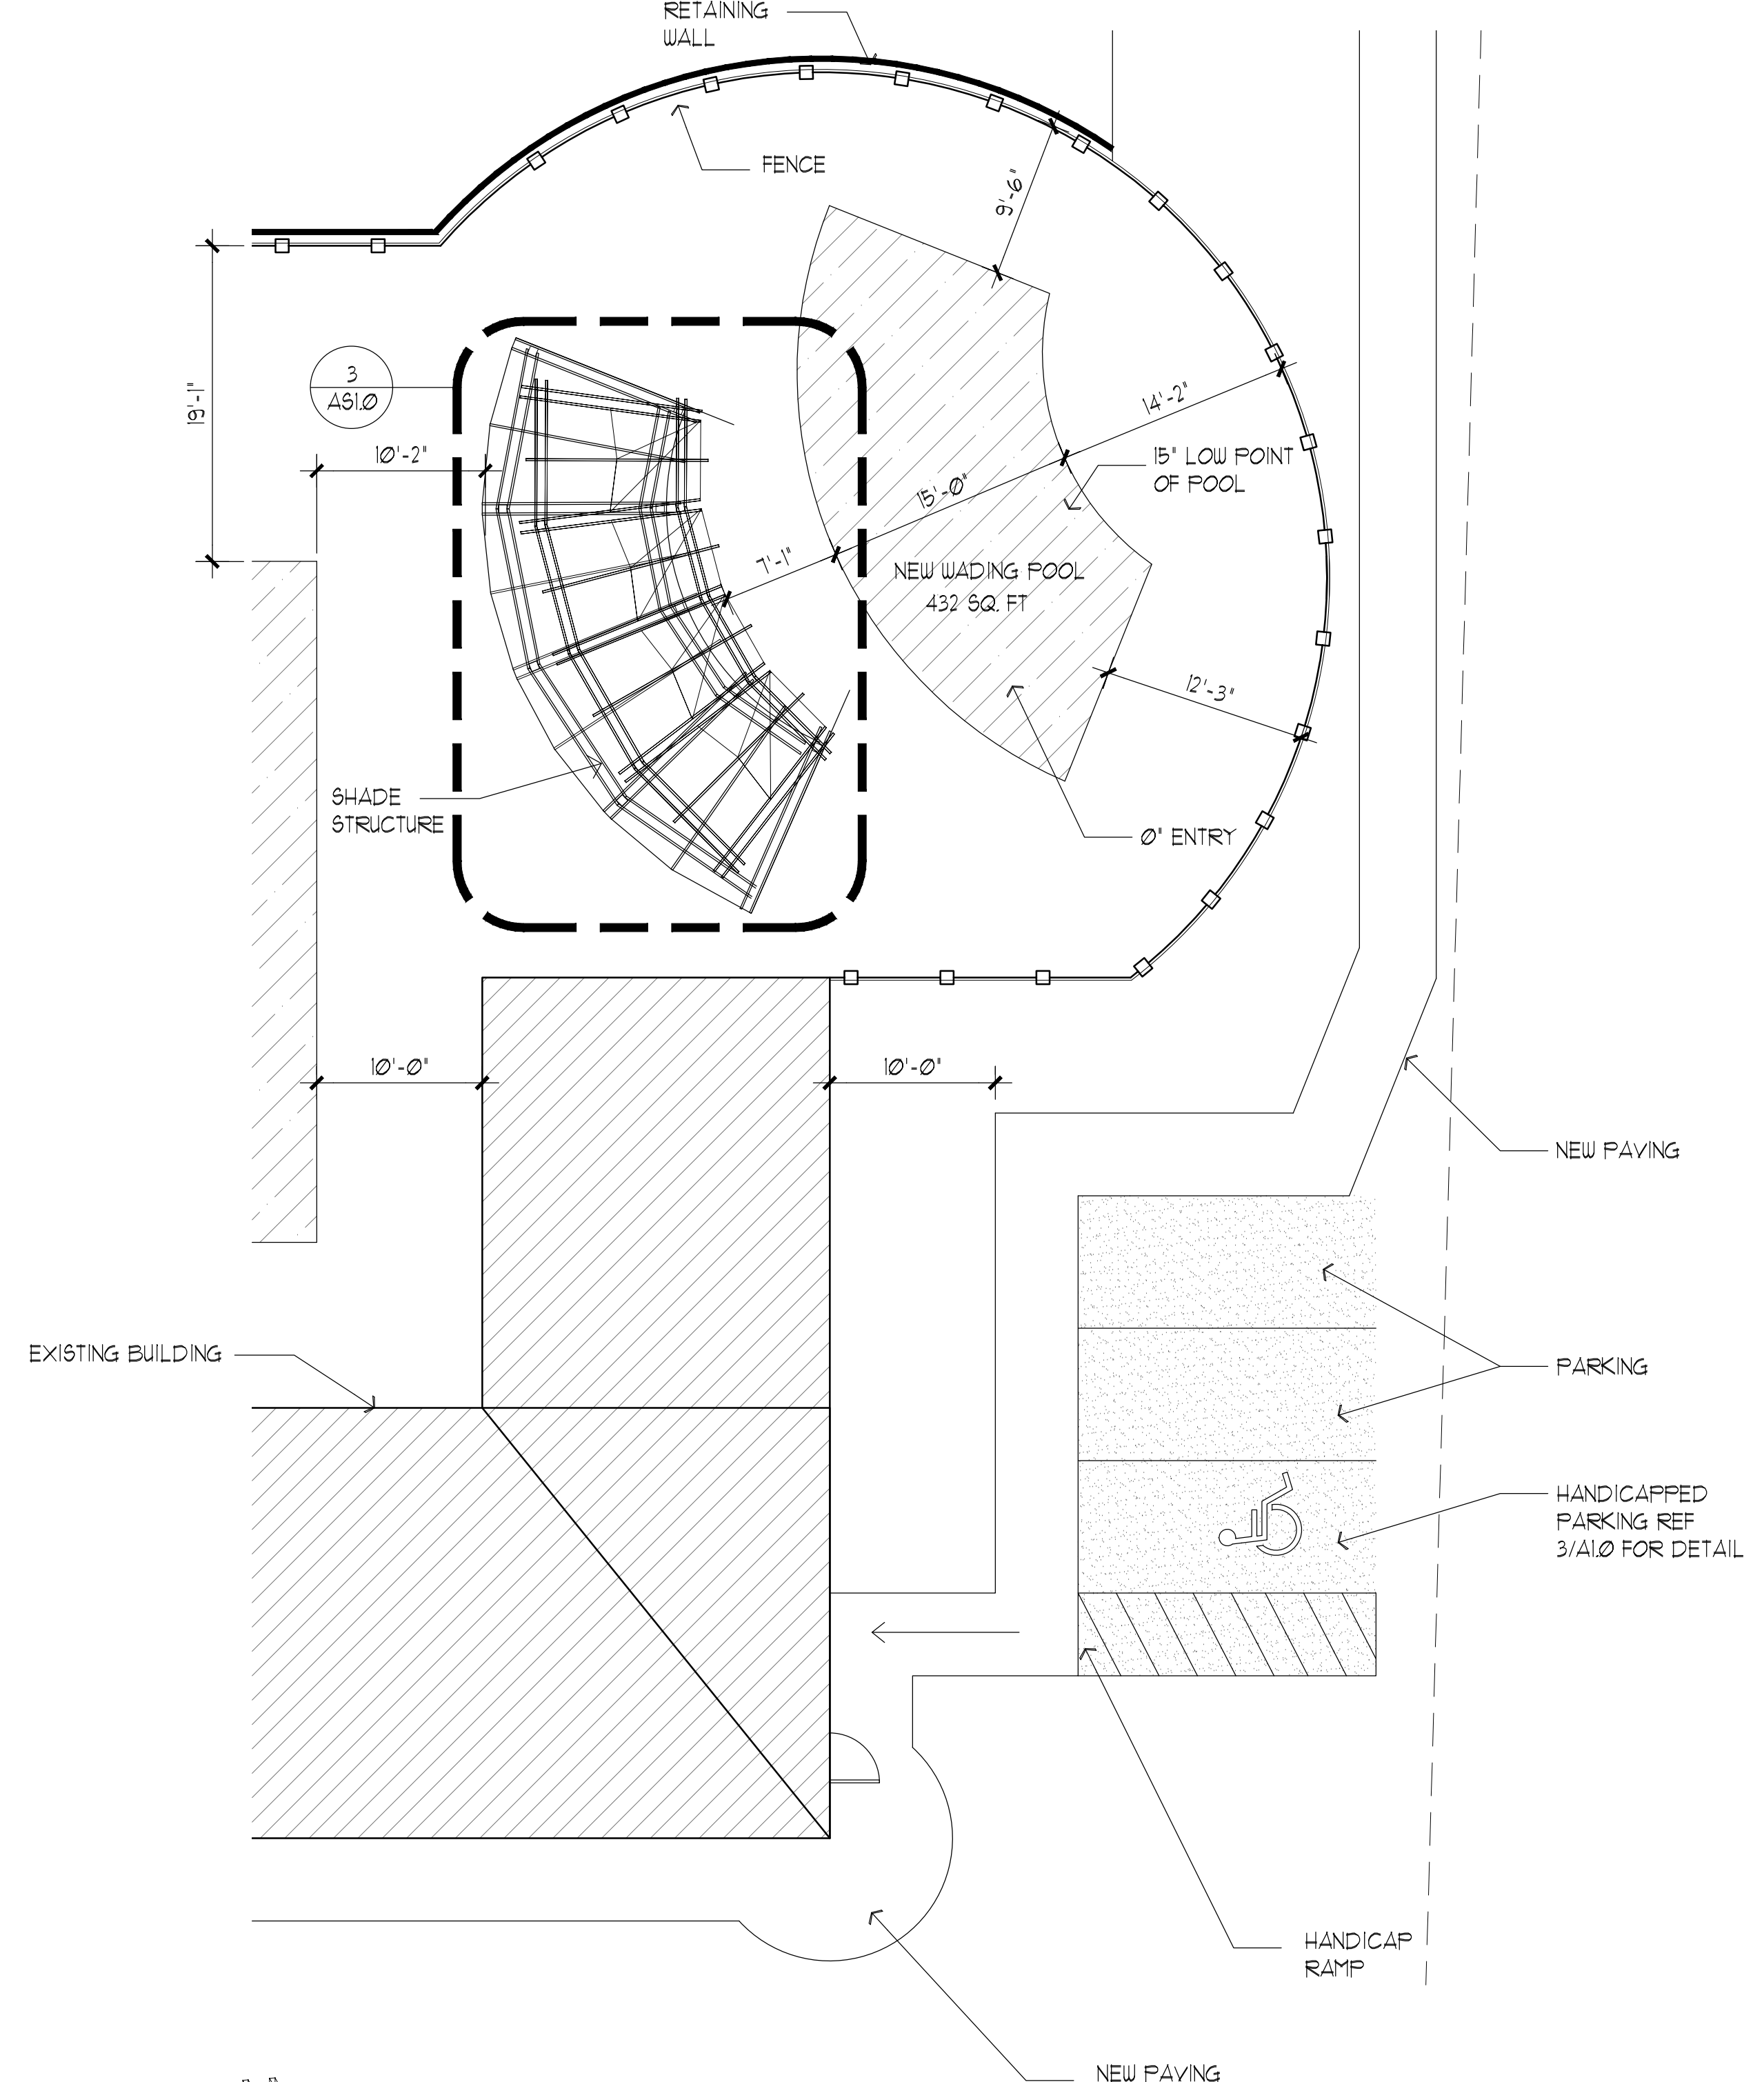 RETAINING
WALL
FENCE
9'-6"
19'-1"
3
AS1.0
10'-2"
14'-2"
15" LOW POINT
OF POOL
15'-0"
7'-1"
NEW WADING POOL
432 SQ. FT
12'-3"
SHADE
STRUCTURE
0" ENTRY
10'-0"
10'-0"
NEW PAVING
EXISTING BUILDING
PARKING
HANDICAPPED
PARKING REF
3/A1.0 FOR DETAIL
HANDICAP
RAMP
NEW PAVING